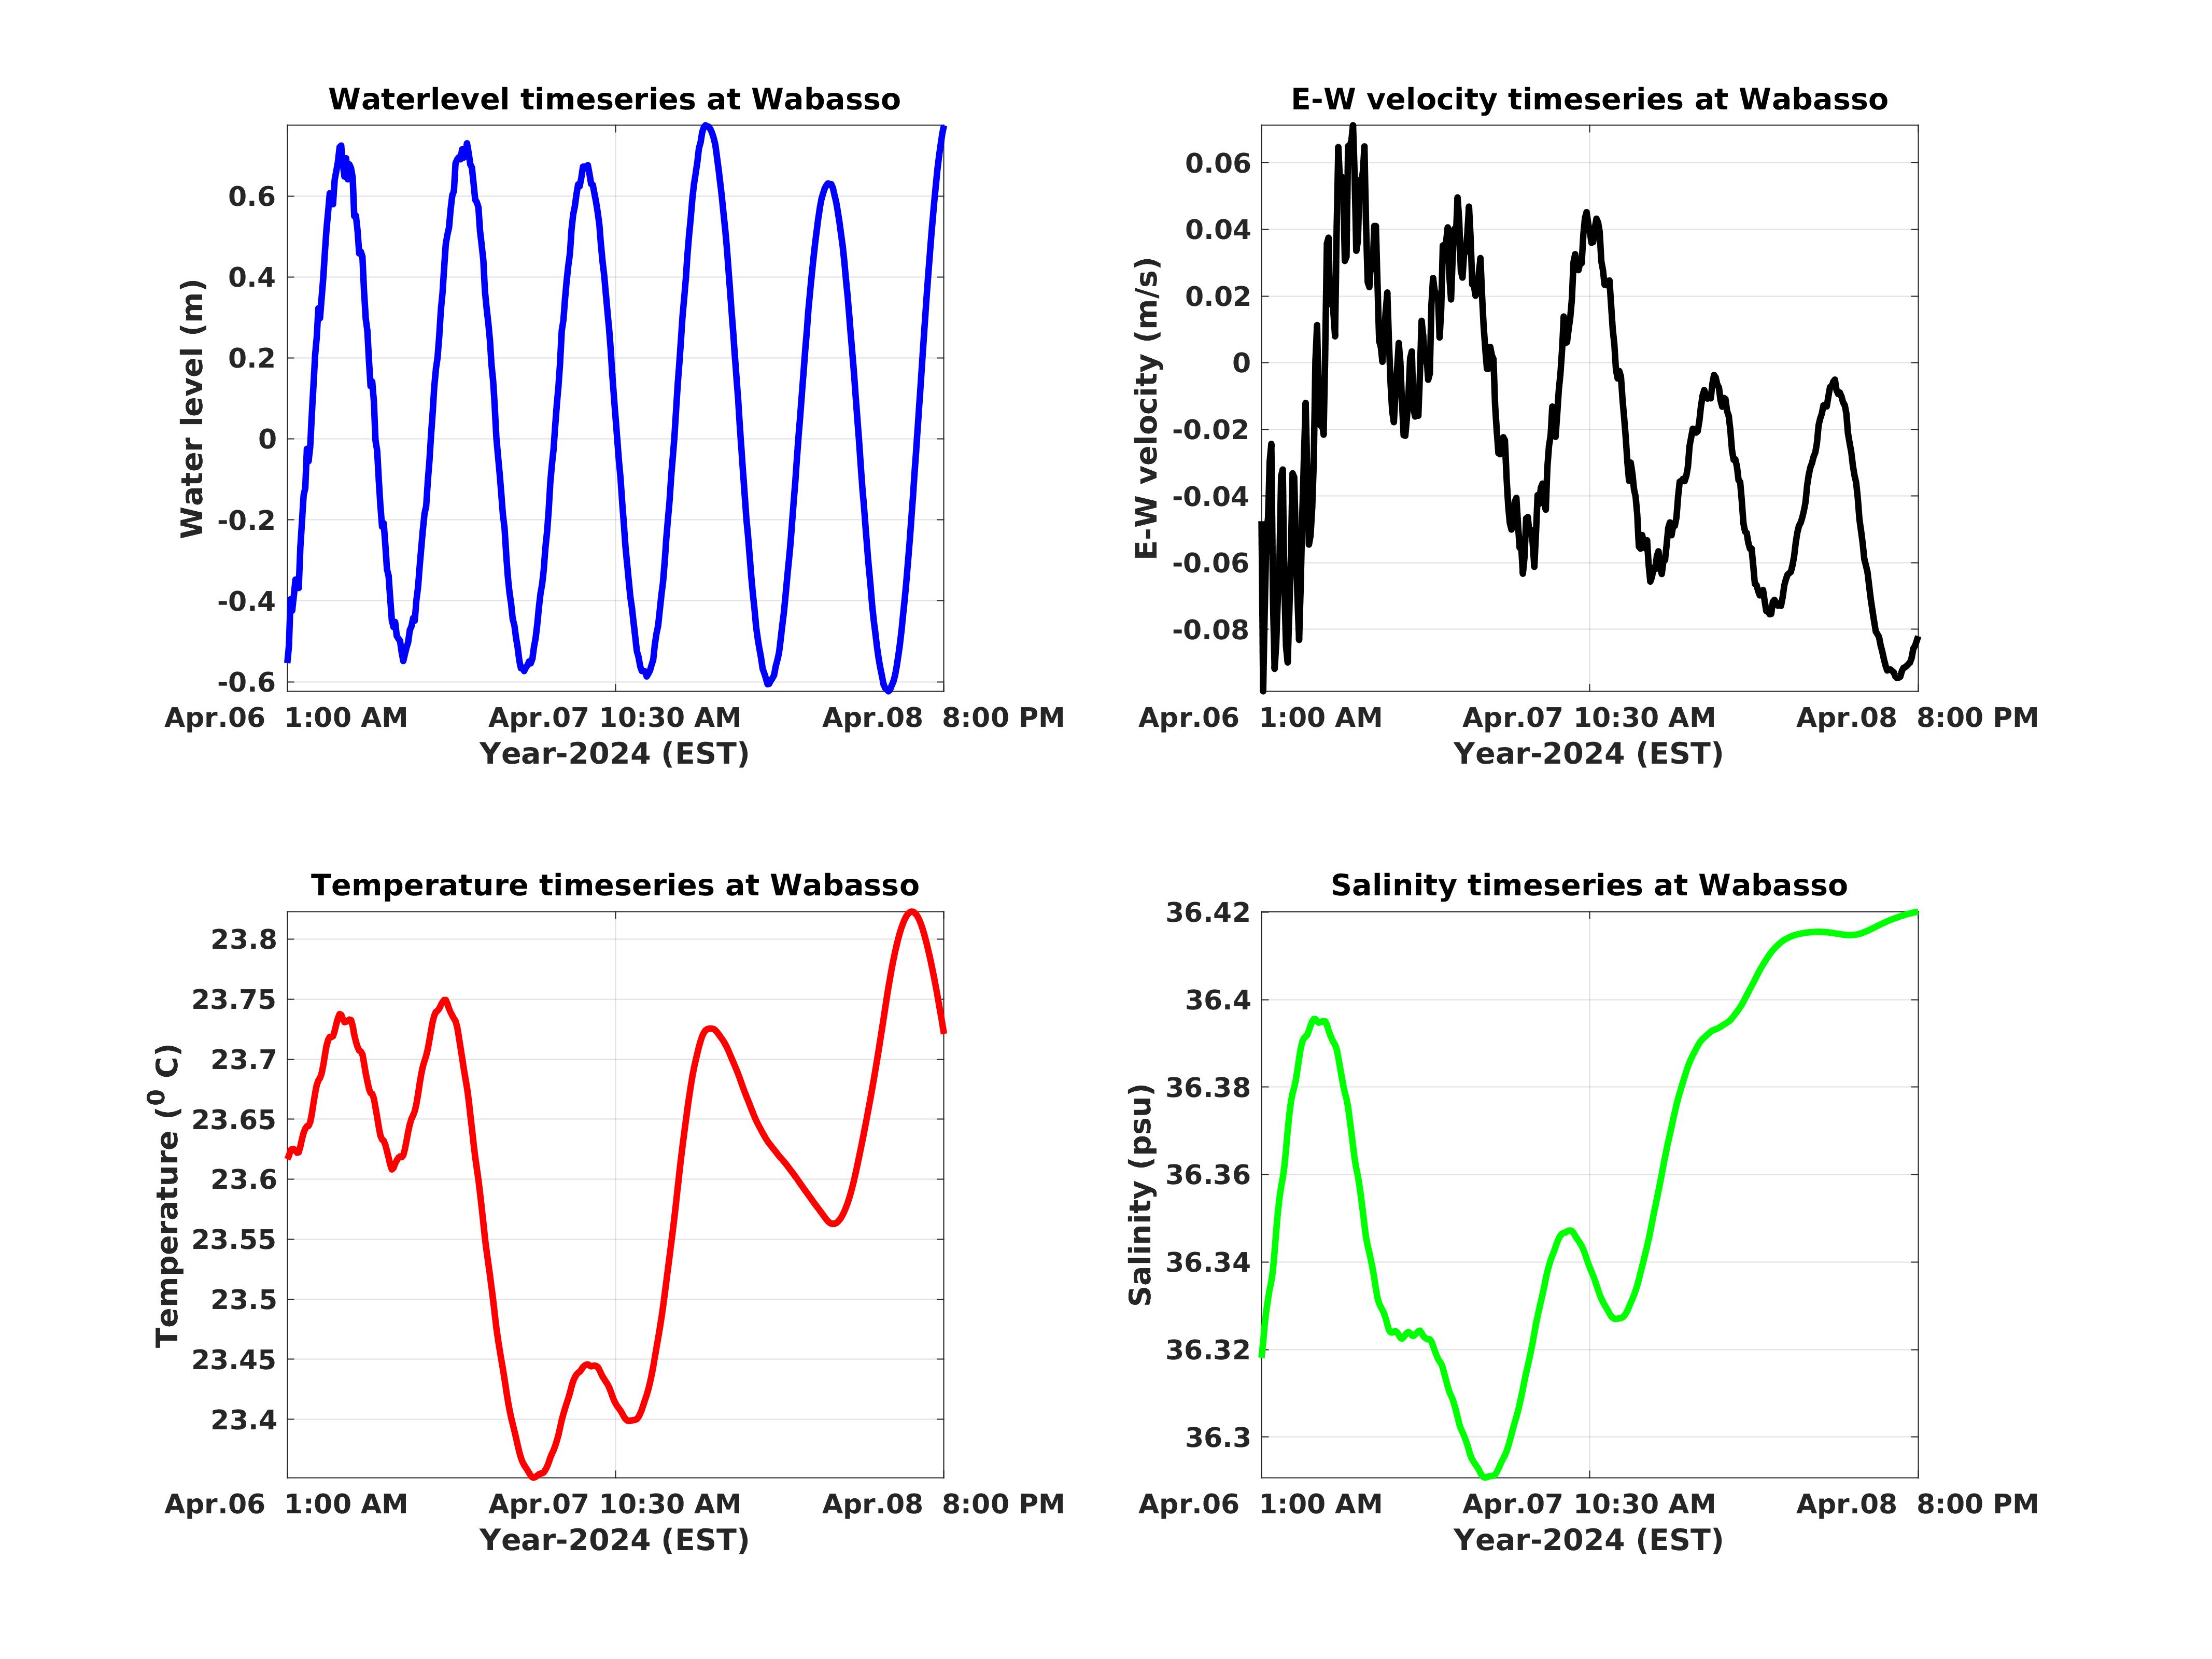 Waterlevel timeseries at Wabasso
Water level (m)
0.6
0.4
0.2
0
-0.2
-0.4
-0.6
Apr.06 1:00 AM Apr.07 10:30 AM Apr.08 8:00 PM
Year-2024 (EST)
E-W velocity timeseries at Wabasso
E-W velocity (m/s)
0.06
0.04
0.02
0
-0.02
-0.04
-0.06
-0.08
Apr.06 1:00 AM Apr.07 10:30 AM Apr.08 8:00 PM
Year-2024 (EST)
Temperature timeseries at Wabasso
Temperature (⁰ C)
23.8
23.75
23.7
23.65
23.6
23.55
23.5
23.45
23.4
Apr.06 1:00 AM Apr.07 10:30 AM Apr.08 8:00 PM
Year-2024 (EST)
Salinity timeseries at Wabasso
Salinity (psu)
36.42
36.4
36.38
36.36
36.34
36.32
36.3
Apr.06 1:00 AM Apr.07 10:30 AM Apr.08 8:00 PM
Year-2024 (EST)